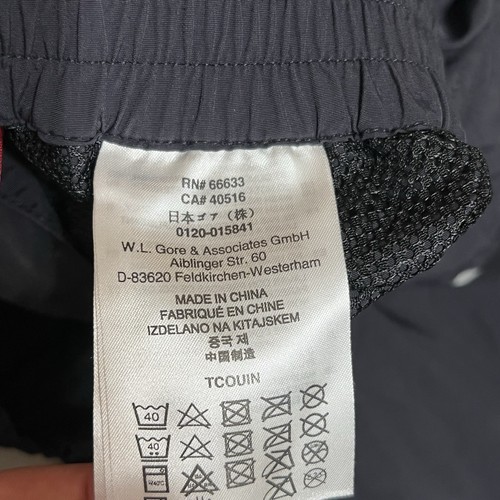 RN# 66633
CA# 40516
日本ゴア（株）
0120-015841
W.L. Gore & Associates GmbH
Aiblinger Str. 60
D-83620 Feldkirchen-Westerham
MADE IN CHINA
FABRIQUÉ EN CHINE
IZDELANO NA KITAJSKEM
중국 제
中国制造
TCOUIN
40
40